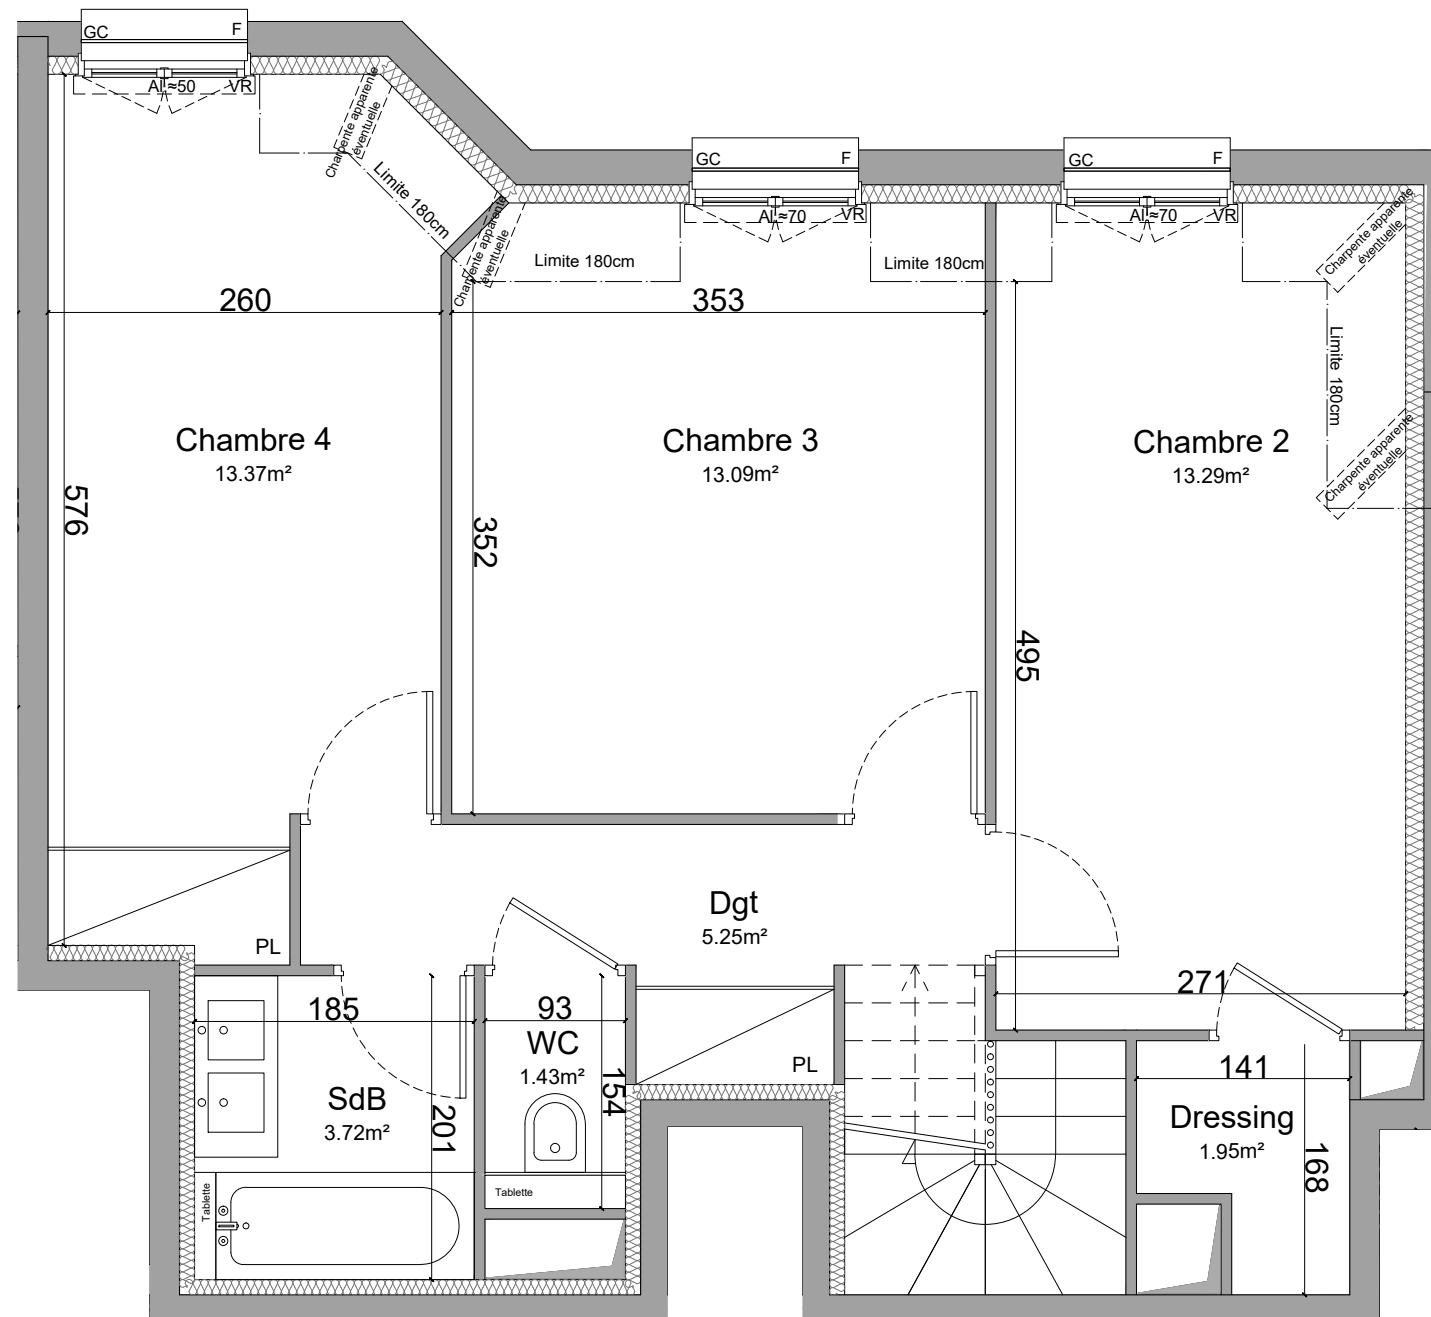 GC F
Al.≈50 VR
Charpente apparente
éventuelle
Limite 180cm
GC F
Al.≈70 VR
GC F
Al.≈70 VR
Charpente apparente
éventuelle
Limite 180cm
Limite 180cm
Charpente apparente
éventuelle
Limite 180cm
260
353
Chambre 4
13.37m²
Chambre 3
13.09m²
Chambre 2
13.29m²
Charpente apparente
éventuelle
576
352
495
Dgt
5.25m²
PL
271
185
93
WC
1.43m²
154
PL
141
SdB
3.72m²
201
Dressing
1.95m²
168
Tablette
Tablette